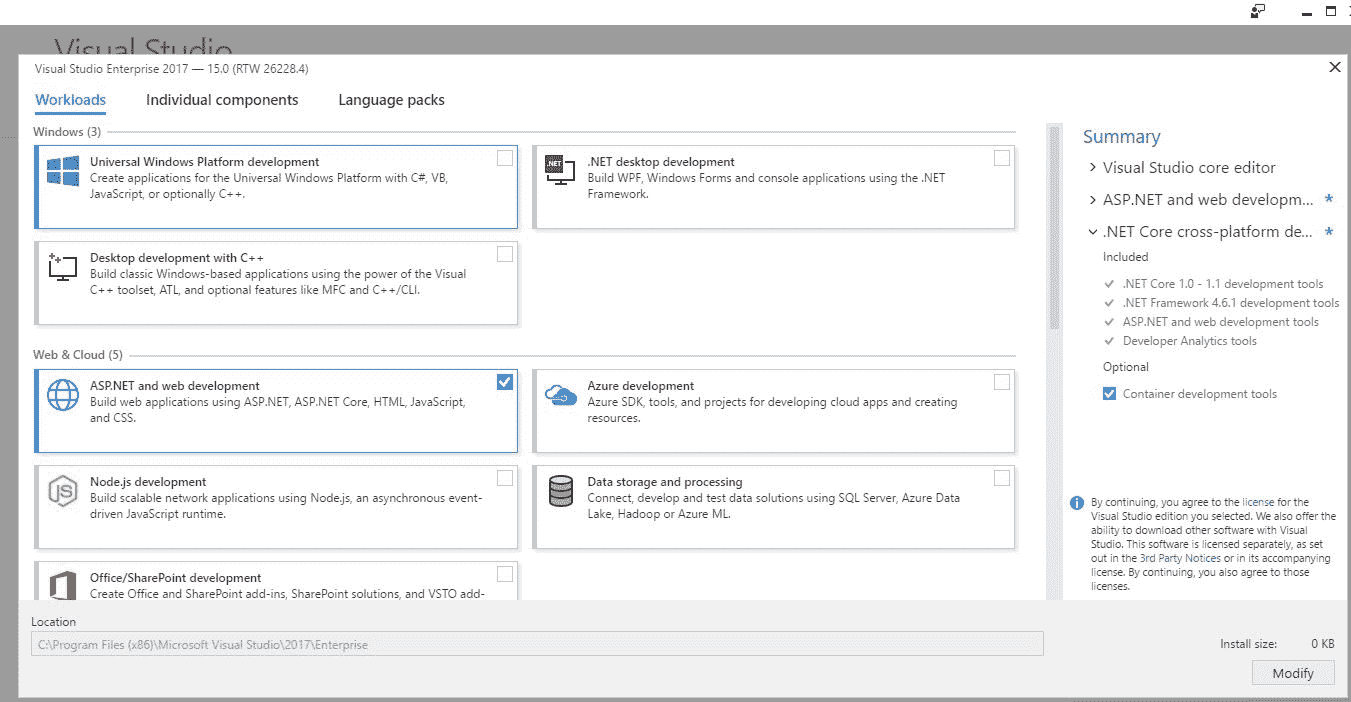 Visual Studio
Visual Studio Enterprise 2017 — 15.0 (RTW 26228.4)
Workloads
Individual components
Language packs
Windows (3)
Universal Windows Platform development
Create applications for the Universal Windows Platform with C#, VB,
JavaScript, or optionally C++.
.NET desktop development
Build WPF, Windows Forms and console applications using the .NET
Framework.
Desktop development with C++
Build classic Windows-based applications using the power of the Visual
C++ toolset, ATL, and optional features like MFC and C++/CLI.
Web & Cloud (5)
ASP.NET and web development
Build web applications using ASP.NET, ASP.NET Core, HTML, JavaScript,
and CSS.
Azure development
Azure SDK, tools, and projects for developing cloud apps and creating
resources.
Node.js development
Build scalable network applications using Node.js, an asynchronous event-
driven JavaScript runtime.
Data storage and processing
Connect, develop and test data solutions using SQL Server, Azure Data
Lake, Hadoop or Azure ML.
Office/SharePoint development
Create Office and SharePoint add-ins, SharePoint solutions, and VSTO add-
Summary
Visual Studio core editor
ASP.NET and web developm... *
.NET Core cross-platform de... *
Included
.NET Core 1.0 - 1.1 development tools
.NET Framework 4.6.1 development tools
ASP.NET and web development tools
Developer Analytics tools
Optional
Container development tools
By continuing, you agree to the license for the
Visual Studio edition you selected. We also offer the
ability to download other software with Visual
Studio. This software is licensed separately, as set
out in the 3rd Party Notices or in its accompanying
license. By continuing, you also agree to those
licenses.
Location
C:\Program Files (x86)\Microsoft Visual Studio\2017\Enterprise
Install size: 0 KB
Modify